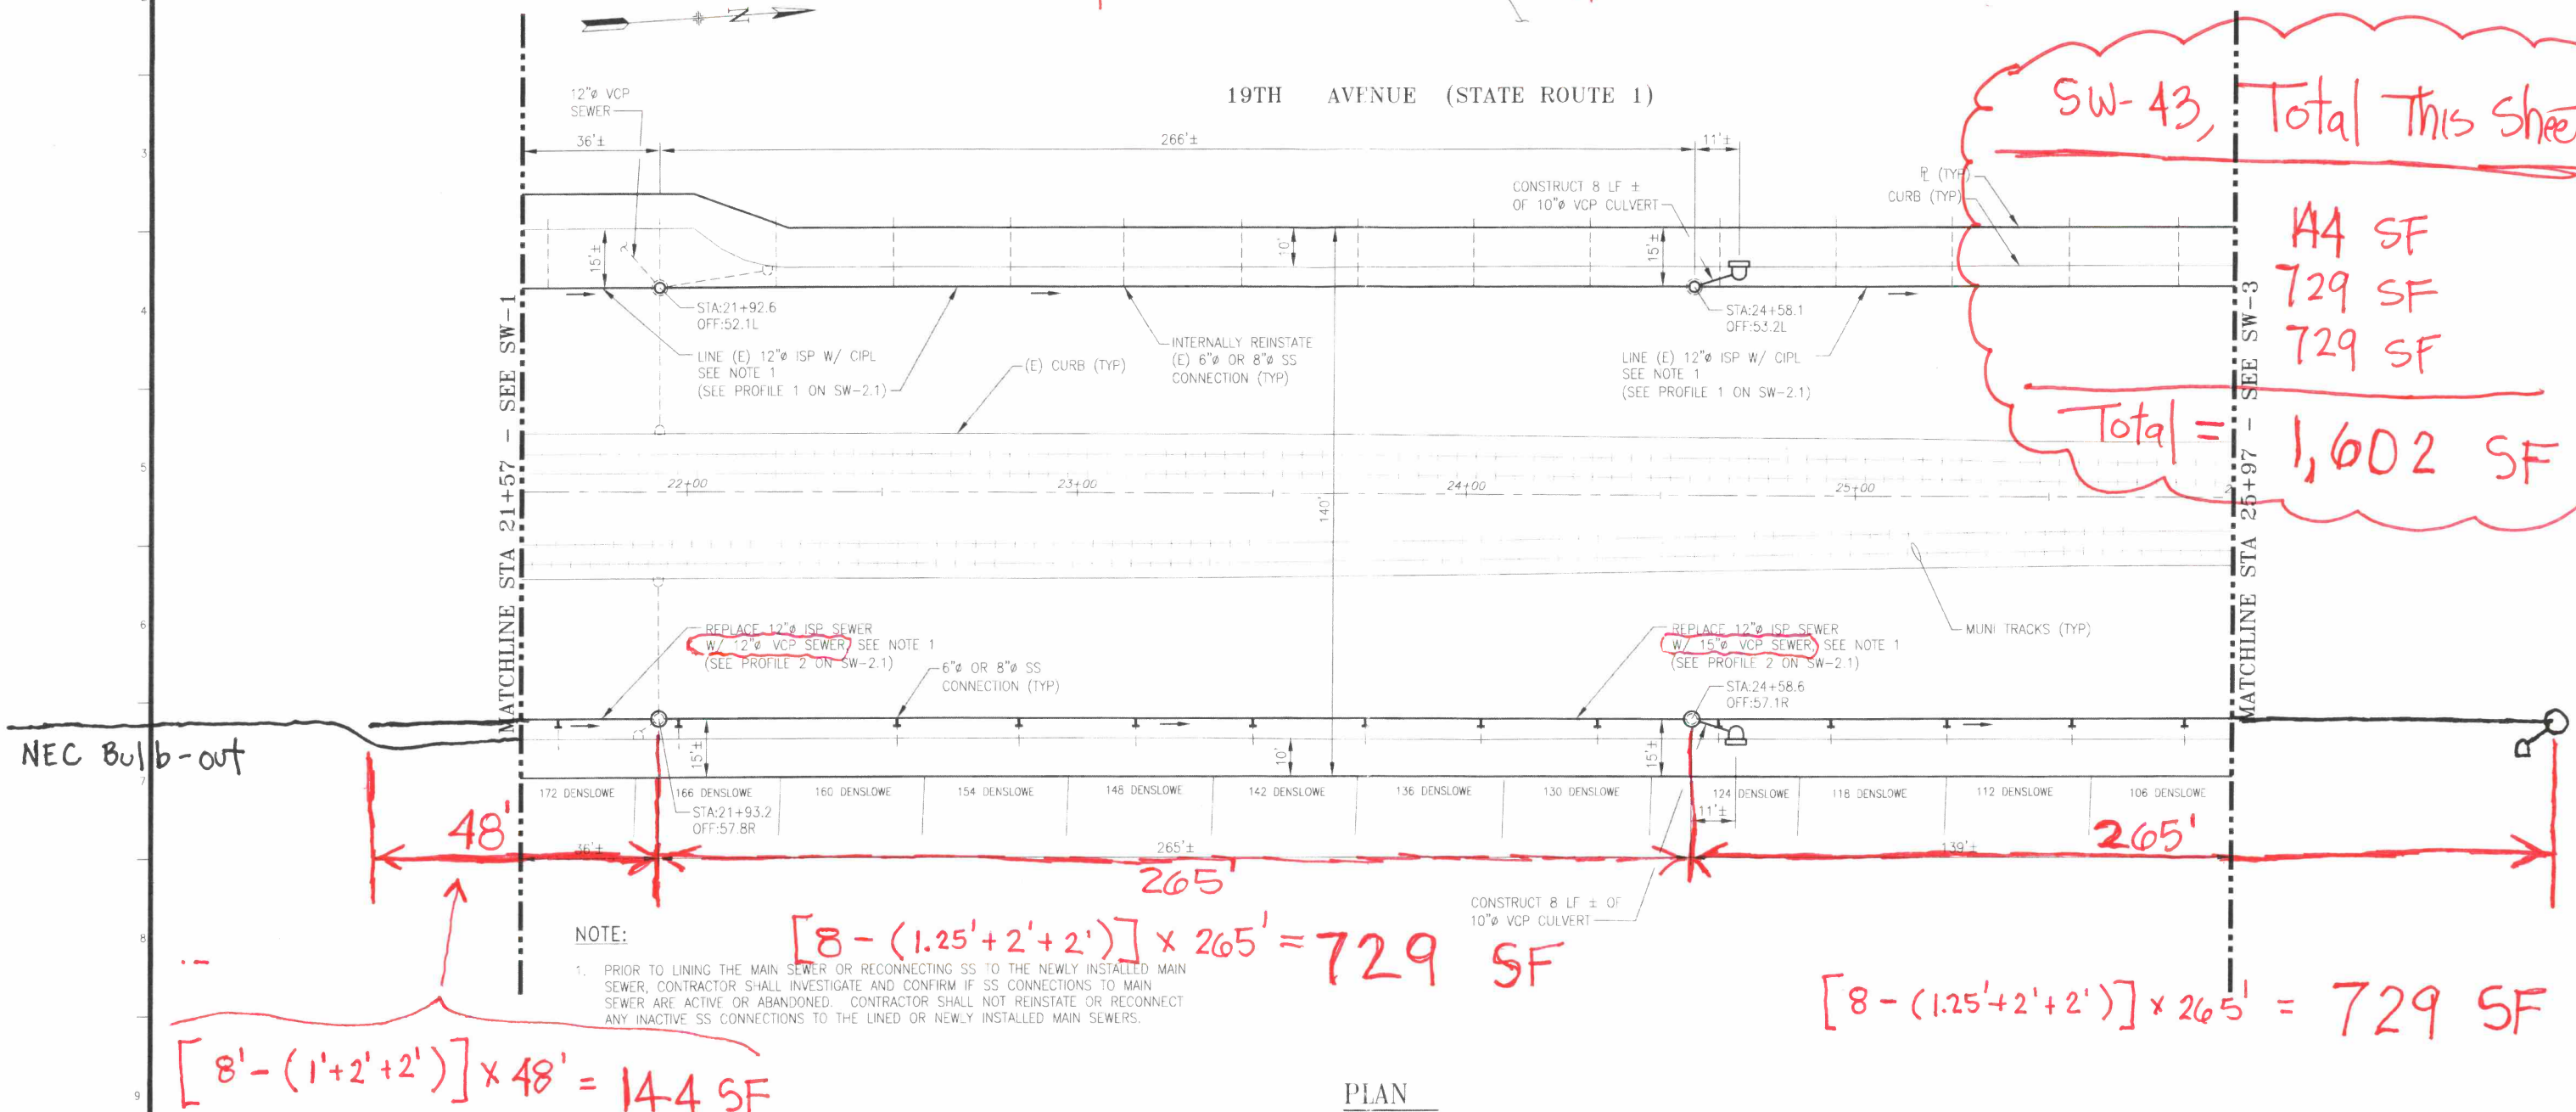 N
19TH AVENUE (STATE ROUTE 1)
12"ø VCP
SEWER
36'±
266'±
11'±
CONSTRUCT 8 LF ±
OF 10"ø VCP CULVERT
PL (TYP)
CURB (TYP)
15'±
10'
15'±
STA:21+92.6
OFF:52.1L
STA:24+58.1
OFF:53.2L
LINE (E) 12"ø ISP W/ CIPL
SEE NOTE 1
(SEE PROFILE 1 ON SW-2.1)
(E) CURB (TYP)
INTERNALLY REINSTATE
(E) 6"ø OR 8"ø SS
CONNECTION (TYP)
LINE (E) 12"ø ISP W/ CIPL
SEE NOTE 1
(SEE PROFILE 1 ON SW-2.1)
MATCHLINE STA 21+57 - SEE SW-1
MATCHLINE STA 25+97 - SEE SW-3
SW-43, Total This Shee
144 SF
729 SF
729 SF
Total = 1,602 SF
22+00
23+00
24+00
25+00
2
140'
REPLACE 12"ø ISP SEWER
W/ 12"ø VCP SEWER, SEE NOTE 1
(SEE PROFILE 2 ON SW-2.1)
6"ø OR 8"ø SS
CONNECTION (TYP)
REPLACE 12"ø ISP SEWER
W/ 15"ø VCP SEWER, SEE NOTE 1
(SEE PROFILE 2 ON SW-2.1)
MUNI TRACKS (TYP)
STA:24+58.6
OFF:57.1R
NEC Bulb-out
15'±
10'
15'±
172 DENSLOWE
166 DENSLOWE
160 DENSLOWE
154 DENSLOWE
148 DENSLOWE
142 DENSLOWE
136 DENSLOWE
130 DENSLOWE
124 DENSLOWE
118 DENSLOWE
112 DENSLOWE
106 DENSLOWE
STA:21+93.2
OFF:57.8R
11'±
48'
36'±
265'±
265'
139'±
265'
CONSTRUCT 8 LF ± OF
10"ø VCP CULVERT
[8-(1.25'+2'+2')] x 265' = 729 SF
NOTE:
1. PRIOR TO LINING THE MAIN SEWER OR RECONNECTING SS TO THE NEWLY INSTALLED MAIN
SEWER, CONTRACTOR SHALL INVESTIGATE AND CONFIRM IF SS CONNECTIONS TO MAIN
SEWER ARE ACTIVE OR ABANDONED. CONTRACTOR SHALL NOT REINSTATE OR RECONNECT
ANY INACTIVE SS CONNECTIONS TO THE LINED OR NEWLY INSTALLED MAIN SEWERS.
[8-(1.25'+2'+2')] x 265' = 729 SF
[8'-(1'+2'+2')] x 48' = 144 SF
PLAN
3
4
5
6
7
8
9